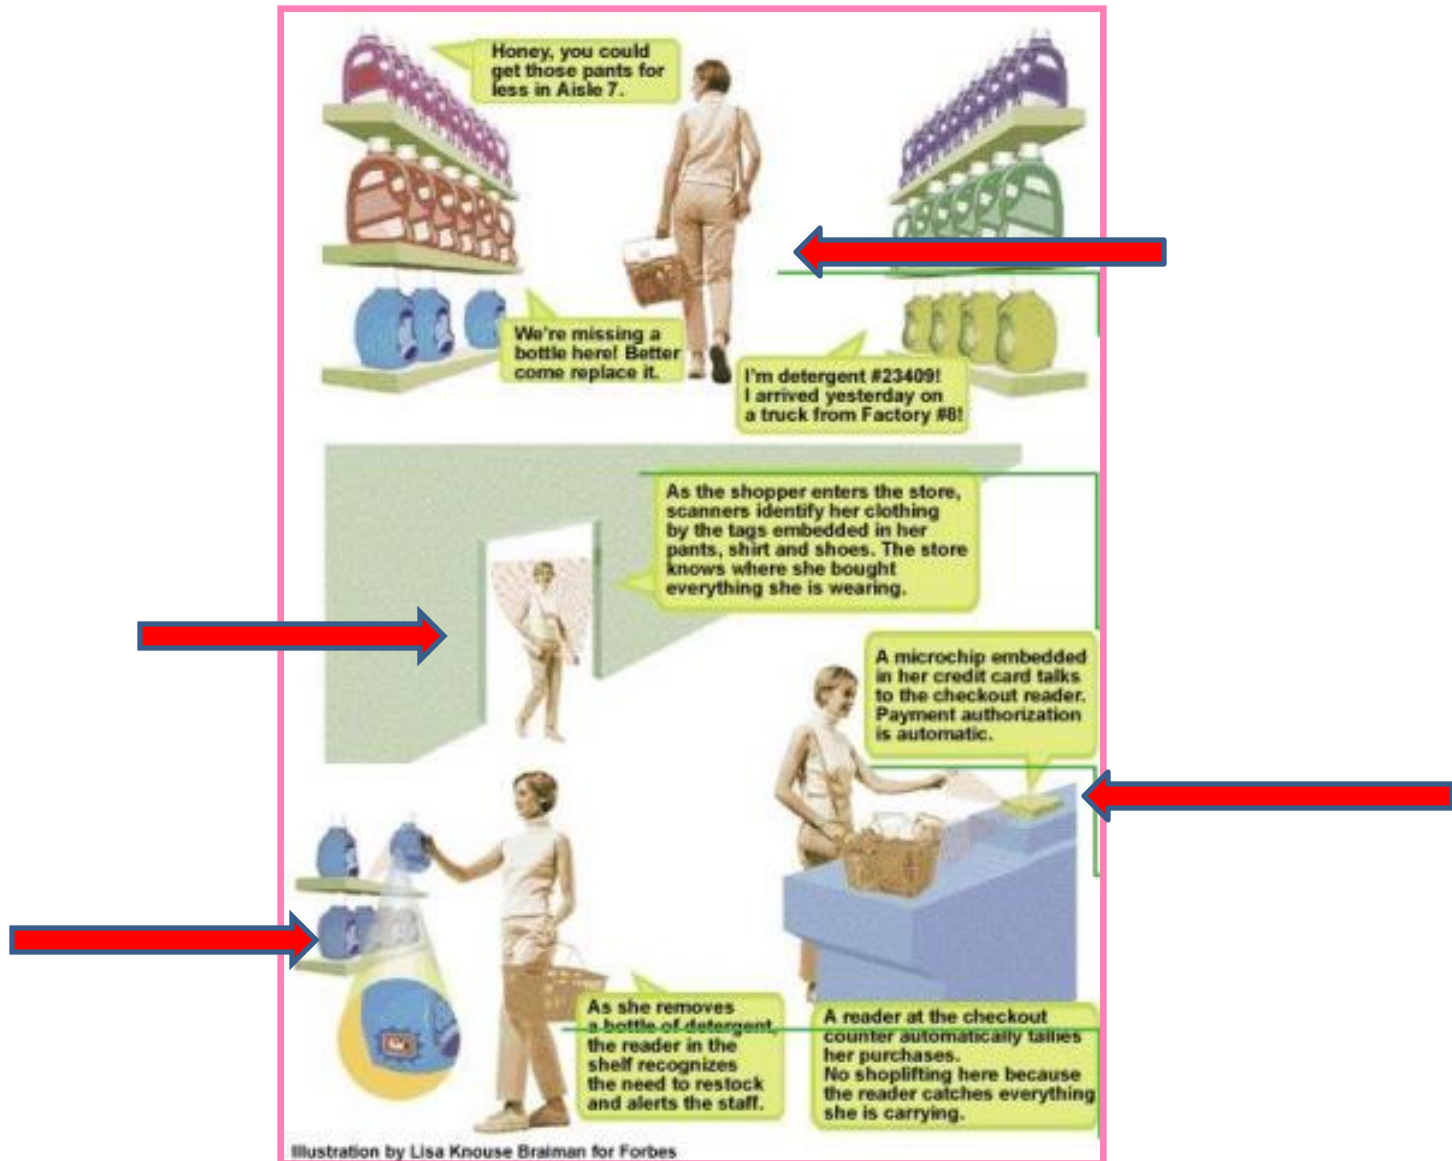 Honey, you could
get those pants for
less in Aisle 7.
We're missing a
bottle here! Better
come replace it.
I'm detergent #23409!
I arrived yesterday on
a truck from Factory #8!
As the shopper enters the store,
scanners identify her clothing
by the tags embedded in her
pants, shirt and shoes. The store
knows where she bought
everything she is wearing.
A microchip embedded
in her credit card talks
to the checkout reader.
Payment authorization
is automatic.
As she removes
a bottle of detergent,
the reader in the
shelf recognizes
the need to restock
and alerts the staff.
A reader at the checkout
counter automatically tallies
her purchases.
No shoplifting here because
the reader catches everything
she is carrying.
Illustration by Lisa Knouse Braiman for Forbes